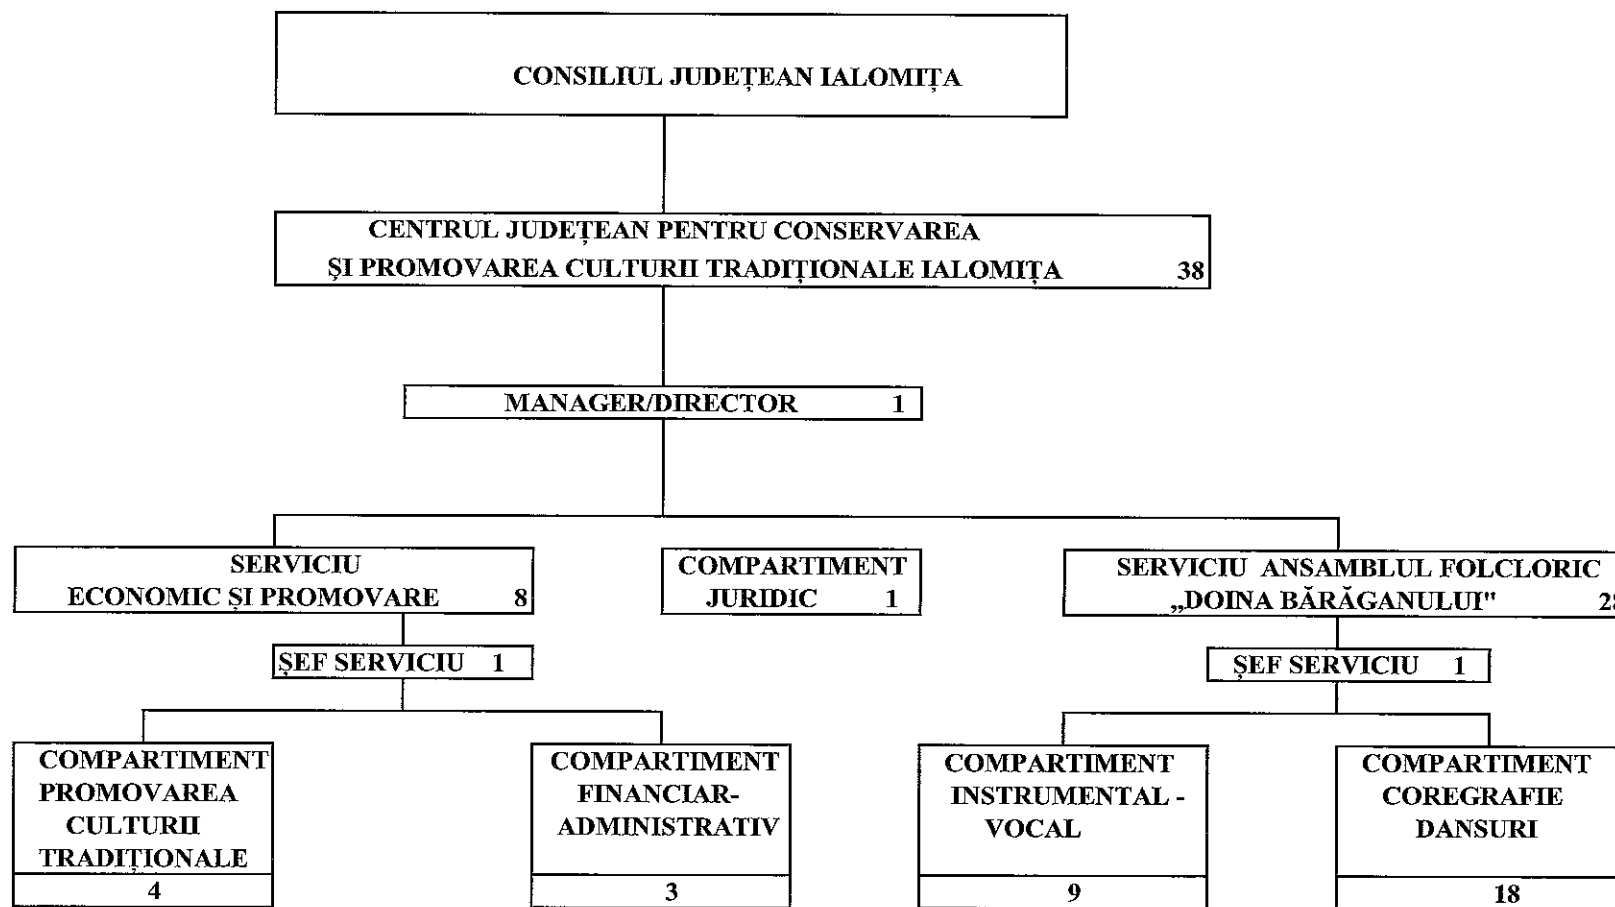 CONSILIUL JUDEȚEAN IALOMIȚA
CENTRUL JUDEȚEAN PENTRU CONSERVAREA
ȘI PROMOVAREA CULTURII TRADIȚIONALE IALOMIȚA 38
MANAGER/DIRECTOR 1
SERVICIU
ECONOMIC ȘI PROMOVARE 8
COMPARTIMENT
JURIDIC 1
SERVICIU ANSAMBLUL FOLCLORIC
„DOINA BĂRĂGANULUI" 28
ȘEF SERVICIU 1
ȘEF SERVICIU 1
COMPARTIMENT
PROMOVAREA
CULTURII
TRADIȚIONALE
4
COMPARTIMENT
FINANCIAR-
ADMINISTRATIV
3
COMPARTIMENT
INSTRUMENTAL -
VOCAL
9
COMPARTIMENT
COREGRAFIE
DANSURI
18